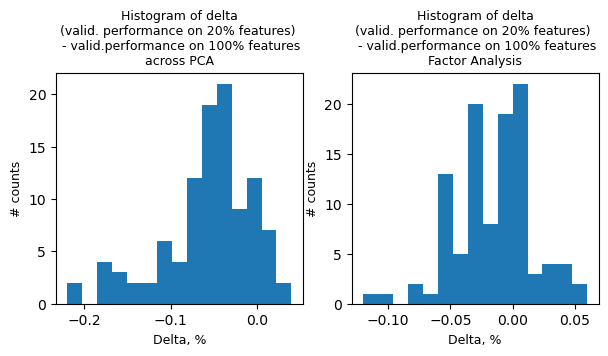 Histogram of delta
(valid. performance on 20% features)
- valid.performance on 100% features
across PCA
20
15
10
5
0
# counts
−0.2
−0.1
0.0
Delta, %
Histogram of delta
(valid. performance on 20% features)
- valid.performance on 100% features
Factor Analysis
20
15
10
5
0
# counts
−0.10
−0.05
0.00
0.05
Delta, %